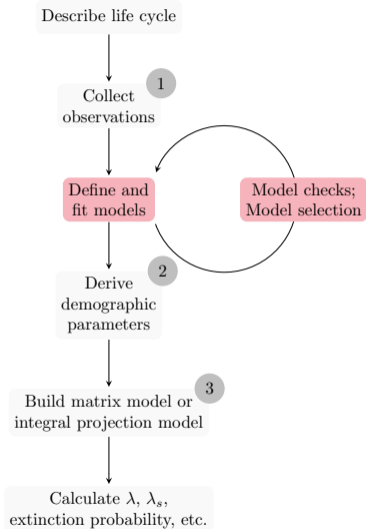 Describe life cycle
1
Collect
observations
Define and
fit models
Model checks;
Model selection
2
Derive
demographic
parameters
3
Build matrix model or
integral projection model
Calculate λ, λₛ,
extinction probability, etc.